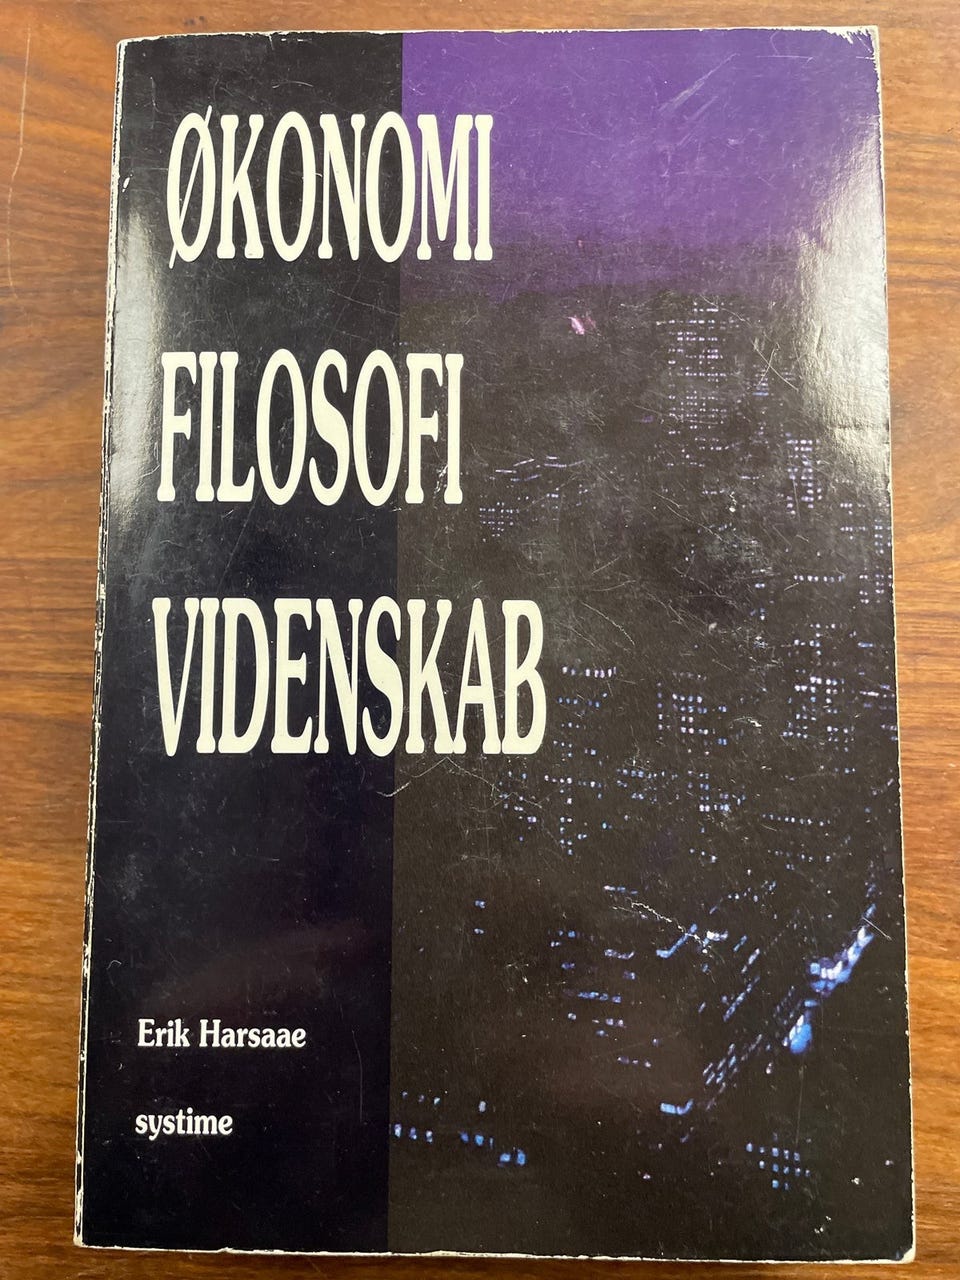 ØKONOMI
FILOSOFI
VIDENSKAB
Erik Harsaae
systime